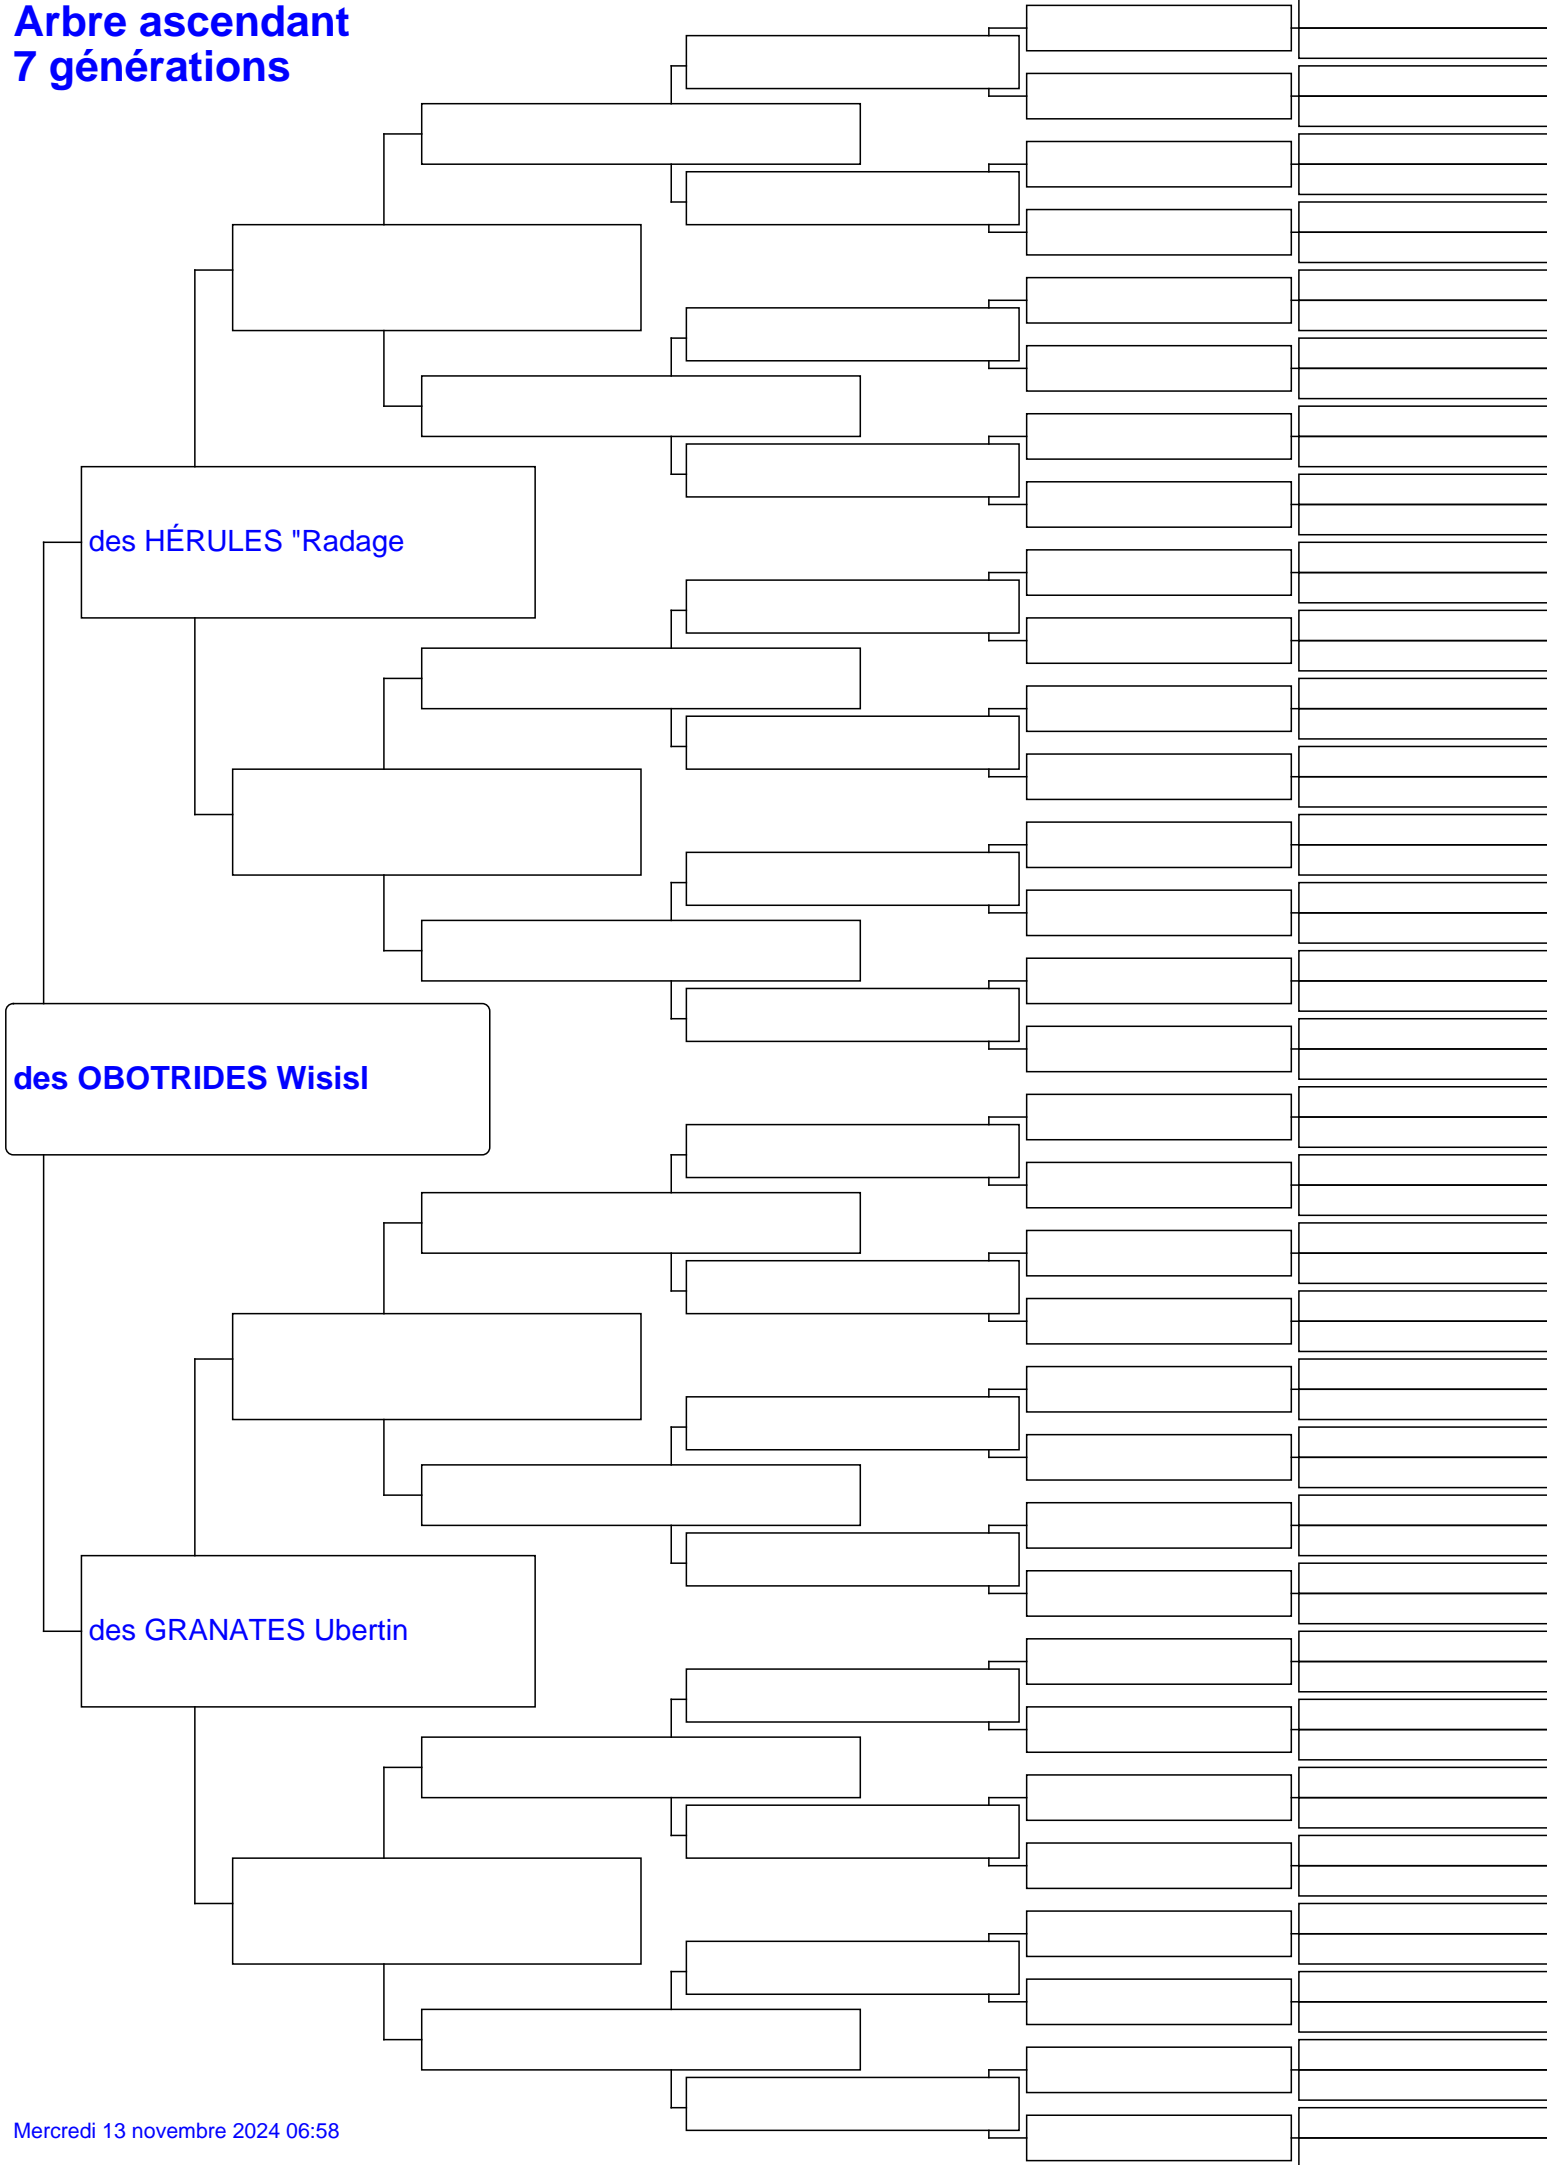 Arbre ascendant
7 générations
des HÉRULES "Radage
des OBOTRIDES Wisisl
des GRANATES Ubertin
Mercredi 13 novembre 2024 06:58